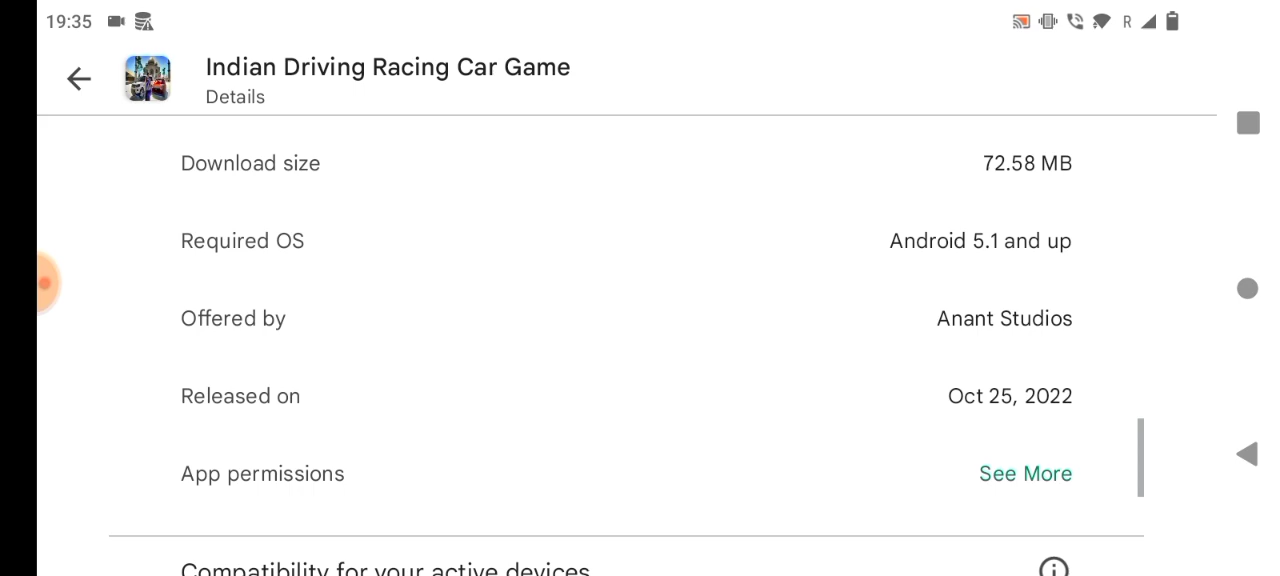 19:35
R
Indian Driving Racing Car Game
Details
Download size 72.58 MB
Required OS Android 5.1 and up
Offered by Anant Studios
Released on Oct 25, 2022
App permissions See More
Compatibility for your active devices